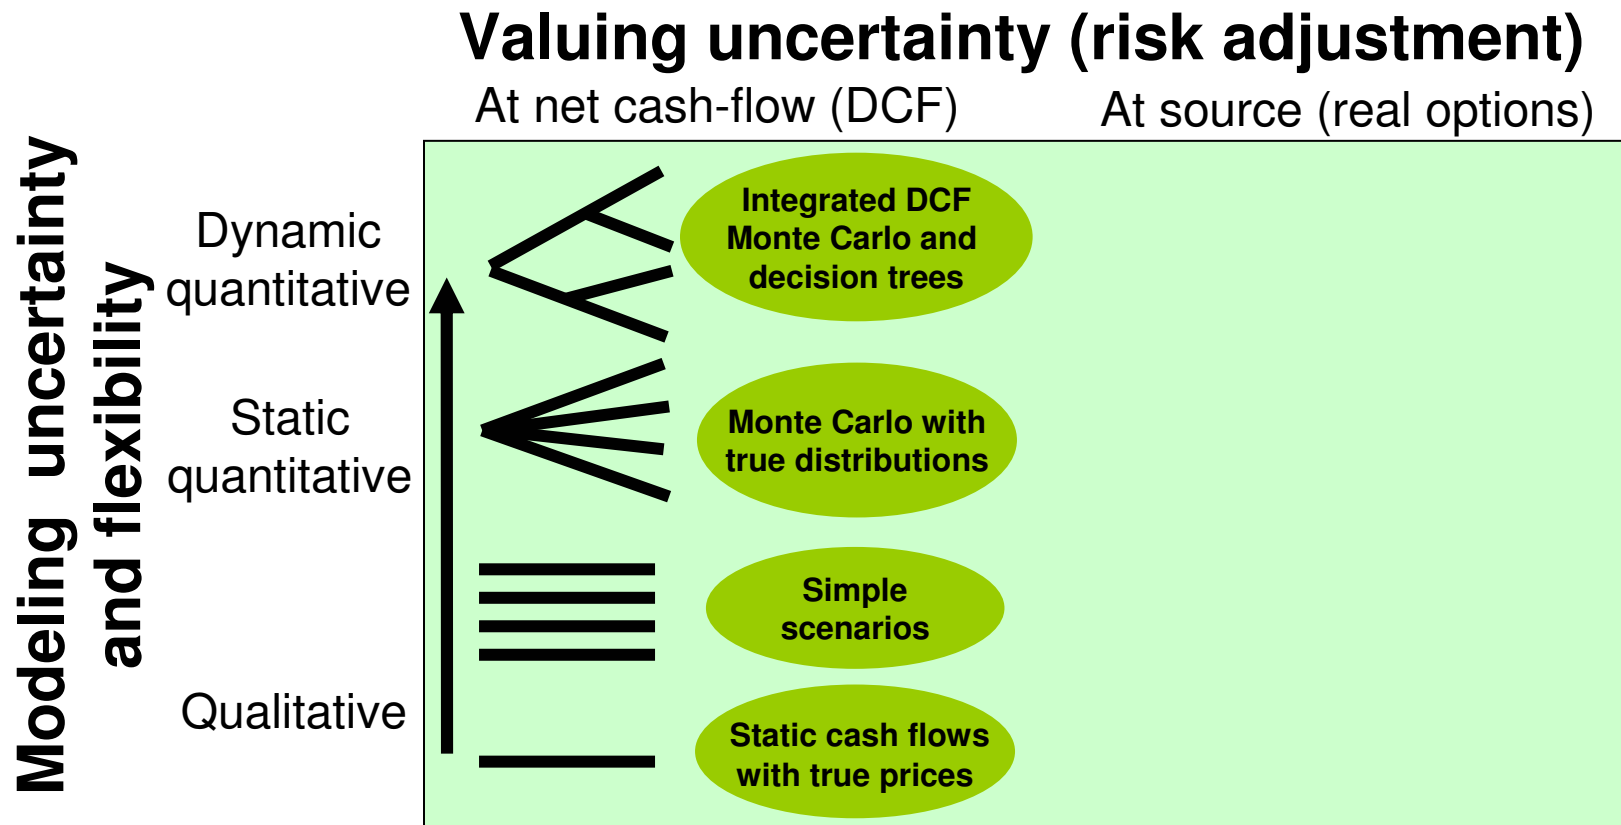 Valuing uncertainty (risk adjustment)
At net cash-flow (DCF)
At source (real options)
Modeling uncertainty
and flexibility
Dynamic
quantitative
Integrated DCF
Monte Carlo and
decision trees
Static
quantitative
Monte Carlo with
true distributions
Simple
scenarios
Qualitative
Static cash flows
with true prices